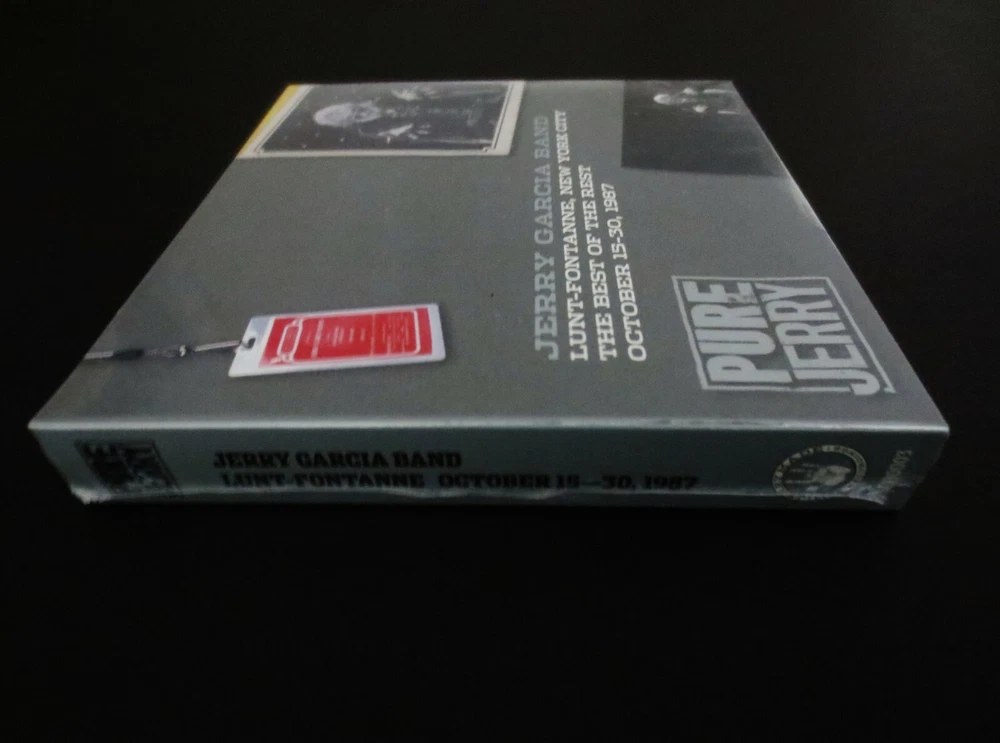 JERRY GARCIA BAND
LUNT-FONTANNE, NEW YORK CITY
THE BEST OF THE REST
OCTOBER 15-30, 1987
PURE
JERRY
JERRY GARCIA BAND
LUNT-FONTANNE OCTOBER 15–30, 1987